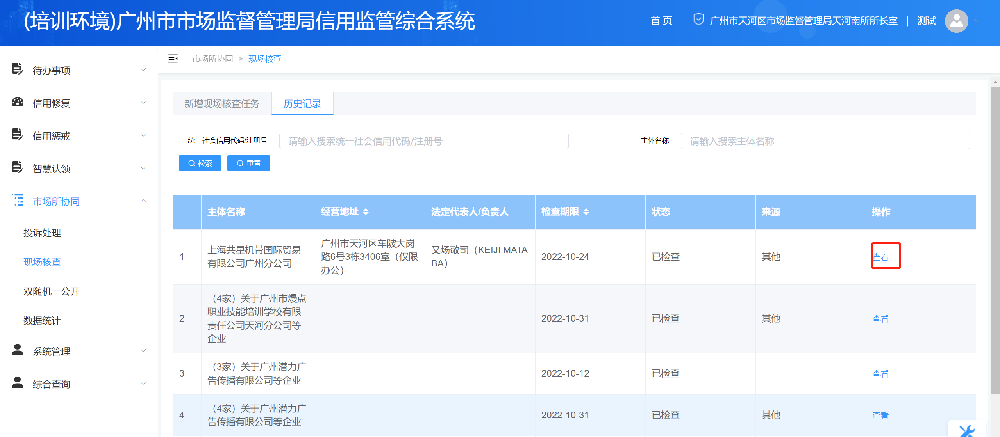 (培训环境)广州市市场监督管理局信用监管综合系统
首 页
广州市天河区市场监督管理局天河南所所长室 | 测试
市场所协同 > 现场核查
待办事项
信用修复
信用惩戒
智慧认领
市场所协同
投诉处理
现场核查
双随机一公开
数据统计
系统管理
综合查询
新增现场核查任务
历史记录
统一社会信用代码/注册号
请输入搜索统一社会信用代码/注册号
主体名称
请输入搜索主体名称
检索
重置
主体名称
经营地址
法定代表人/负责人
检查期限
状态
来源
操作
1
上海共星机带国际贸易
有限公司广州分公司
广州市天河区车陂大岗
路6号3栋3406室（仅限
办公）
又场敬司（KEIJI MATA
BA）
2022-10-24
已检查
其他
查看
2
（4家）关于广州市熳点
职业技能培训学校有限
责任公司天河分公司等
企业
2022-10-31
已检查
其他
查看
3
（3家）关于广州潜力广
告传播有限公司等企业
2022-10-12
已检查
查看
4
（4家）关于广州潜力广
告传播有限公司等企业
2022-10-31
已检查
其他
查看